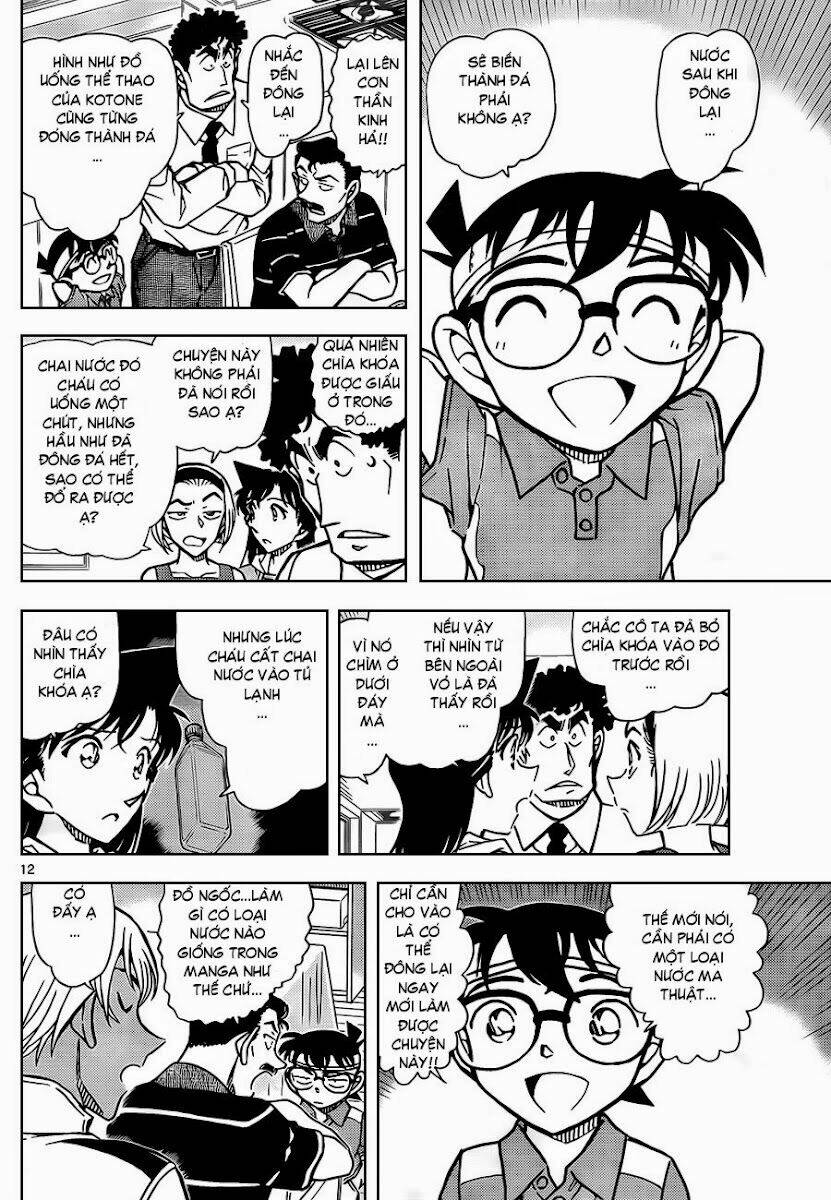 NƯỚC
SAU KHI
ĐÔNG
LẠI
...
SẼ BIẾN
THÀNH ĐÁ
PHẢI
KHÔNG Ạ?
LẠI LÊN
CƠN
THẦN
KINH
HẢ!!
NHẮC
ĐẾN
ĐÔNG
LẠI
...
HÌNH NHƯ ĐỒ
UỐNG THỂ THAO
CỦA KOTONE
CŨNG TỪNG
ĐÓNG THÀNH ĐÁ
...
QUẢ NHIÊN
CHÌA KHÓA
ĐƯỢC GIẤU
Ở TRONG
ĐÓ...
CHUYỆN NÀY
KHÔNG PHẢI
ĐÃ NÓI RỒI
SAO Ạ?
CHAI NƯỚC ĐÓ
CHÁU CÓ
UỐNG MỘT
CHÚT, NHƯNG
HẦU NHƯ ĐÃ
ĐÔNG ĐÁ HẾT,
SAO CÓ THỂ
ĐỔ RA ĐƯỢC
Ạ?
CHẮC CÔ TA ĐÃ BỎ
CHÌA KHÓA VÀO ĐÓ
TRƯỚC RỒI
...
NẾU VẬY
THÌ NHÌN TỪ
BÊN NGOÀI
VỎ LÀ ĐÃ
THẤY RỒI
...
VÌ NÓ
CHÌM Ở
DƯỚI
ĐÁY
MÀ
...
NHƯNG LÚC
CHÁU CẤT CHAI
NƯỚC VÀO TỦ
LẠNH
...
ĐÂU CÓ
NHÌN THẤY
CHÌA
KHÓA Ạ?
12
THẾ MỚI NÓI,
CẦN PHẢI CÓ
MỘT LOẠI
NƯỚC MA
THUẬT...
CHỈ CẦN
CHO VÀO
LÀ CƠ
THỂ
ĐÔNG LẠI
NGAY
MỚI LÀM
ĐƯỢC
CHUYỆN
NÀY!!
ĐỒ NGỐC...LÀM
GÌ CÓ LOẠI
NƯỚC NÀO
GIỐNG TRONG
MANGA NHƯ
THẾ CHỨ...
CÓ
ĐẤY Ạ
...